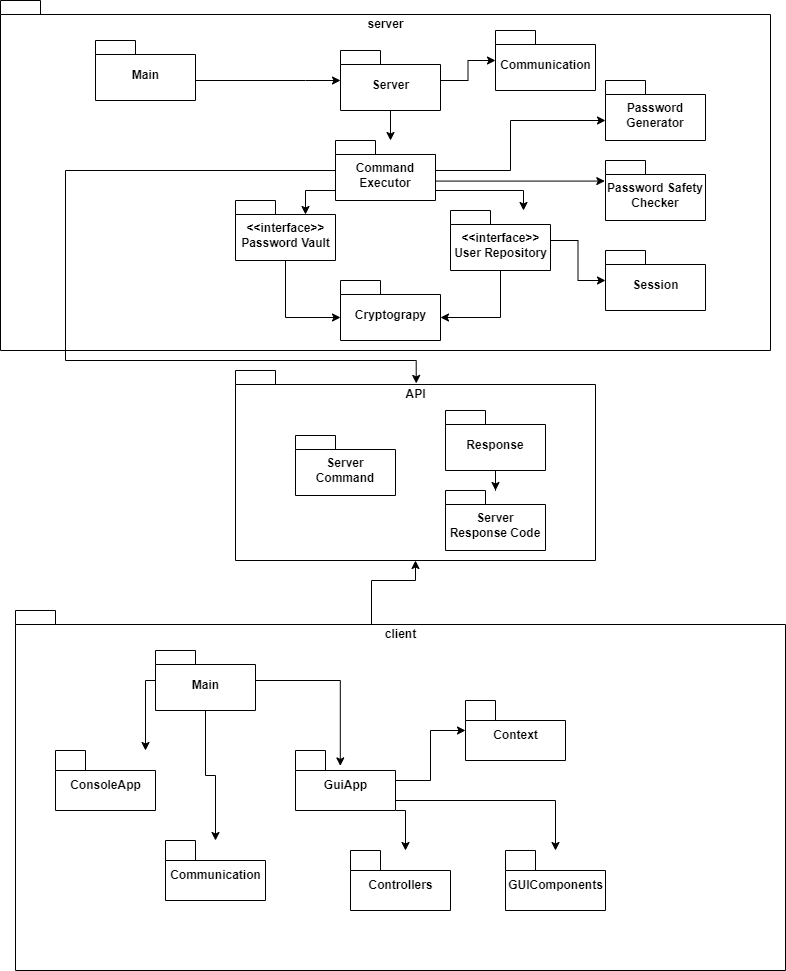 server
Main
Server
Communication
Password
Generator
Command
Executor
Password Safety
Checker
<<interface>>
Password Vault
<<interface>>
User Repository
Session
Cryptograpy
API
Response
Server
Command
Server
Response Code
client
Main
Context
ConsoleApp
GuiApp
Communication
Controllers
GUIComponents